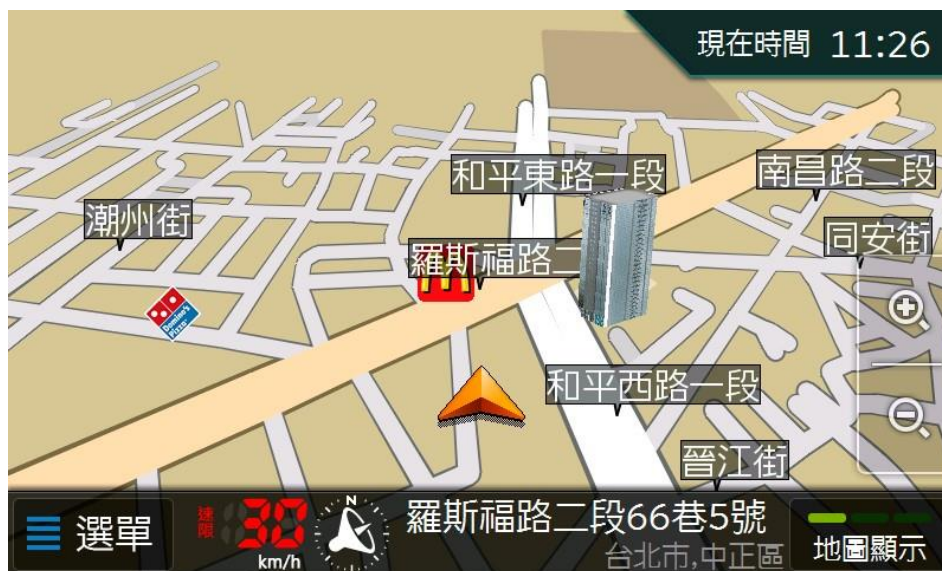 現在時間 11:26
和平東路一段
南昌路二段
潮州街
同安街
羅斯福路二
Domino's
Pizza
和平西路一段
晉江街
選單
速限
30
km/h
N
羅斯福路二段66巷5號
台北市,中正區
地圖顯示